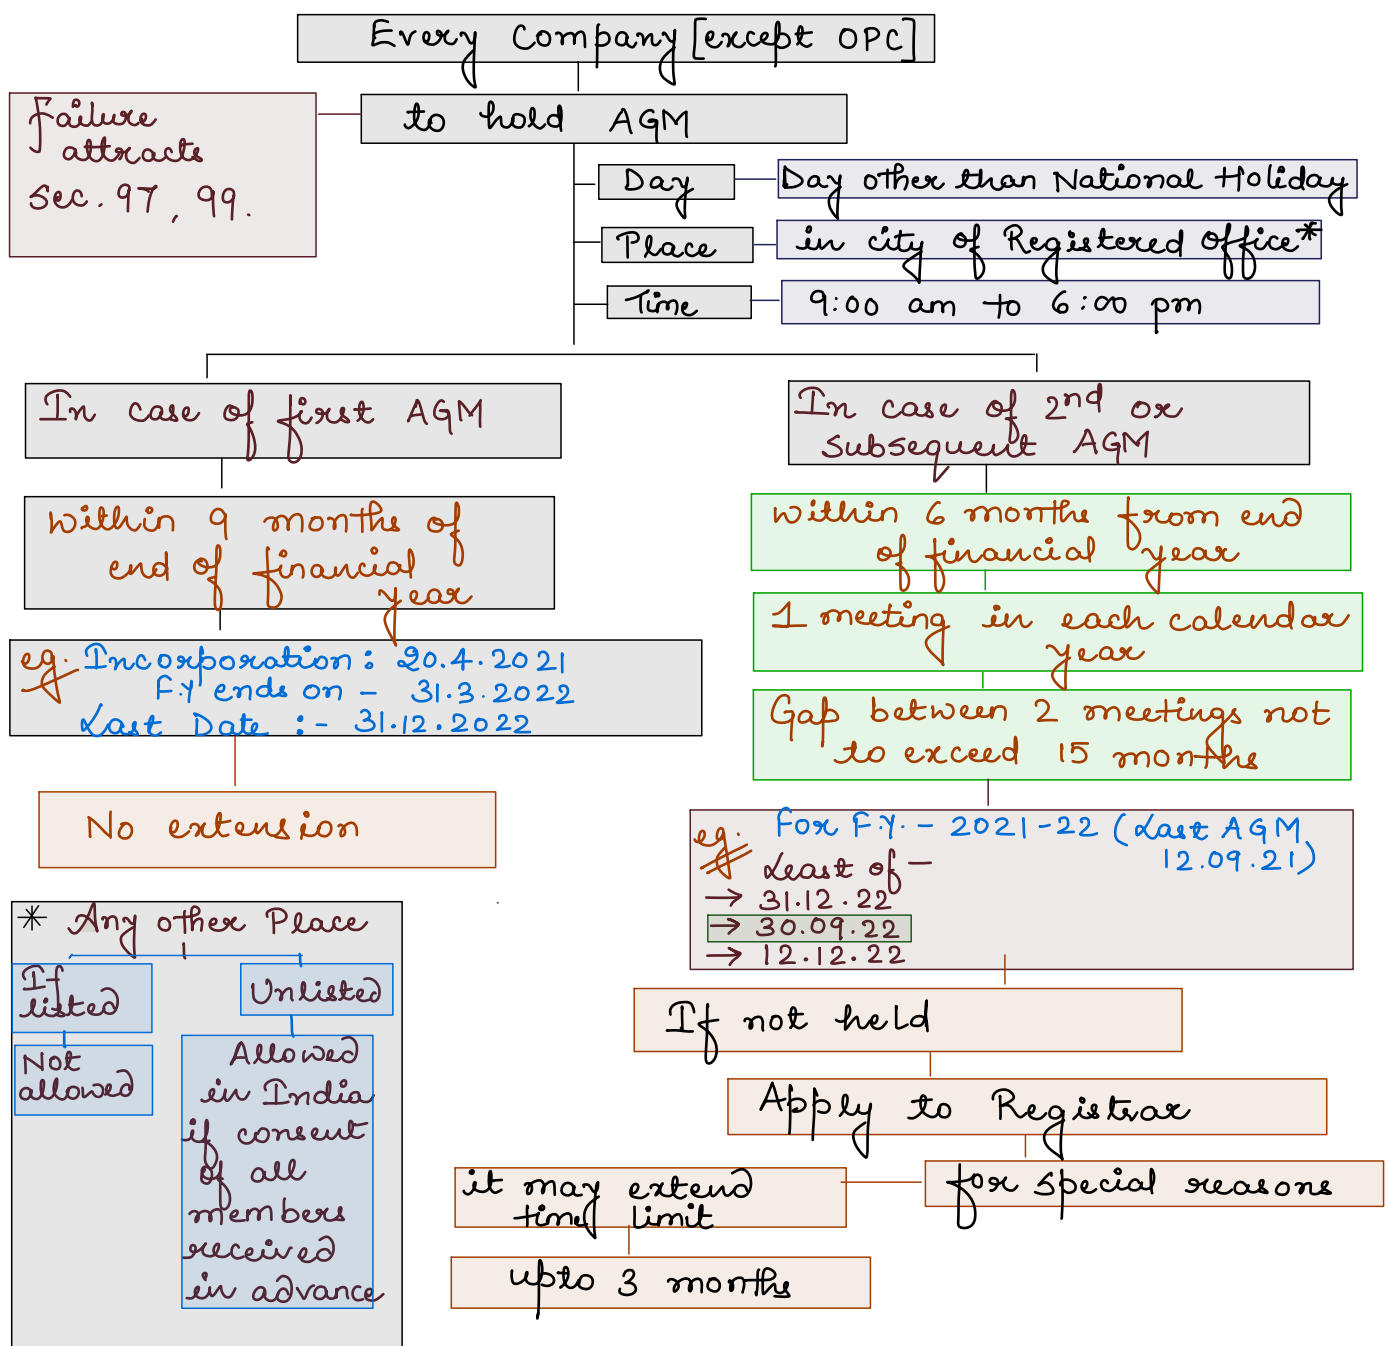 Every Company [except OPC]
to hold AGM
Failure
attracts
Sec. 97, 99.
Day
Day other than National Holiday
Place
in city of Registered Office*
Time
9:00 am to 6:00 pm
In case of first AGM
within 9 months of
end of financial
year
eg. Incorporation : 20.4.2021
F.Y ends on - 31.3.2022
Last Date :- 31.12.2022
No extension
In case of 2nd or
subsequent AGM
within 6 months from end
of financial year
1 meeting in each calendar
year
Gap between 2 meetings not
to exceed 15 months
eg. For F.Y. - 2021-22 (Last AGM
12.09.21)
Least of -
→ 31.12.22
→ 30.09.22
→ 12.12.22
If not held
Apply to Registrar
for special reasons
it may extend
time limit
upto 3 months
* Any other Place
If
listed
Not
allowed
Unlisted
Allowed
in India
if consent
of all
members
received
in advance